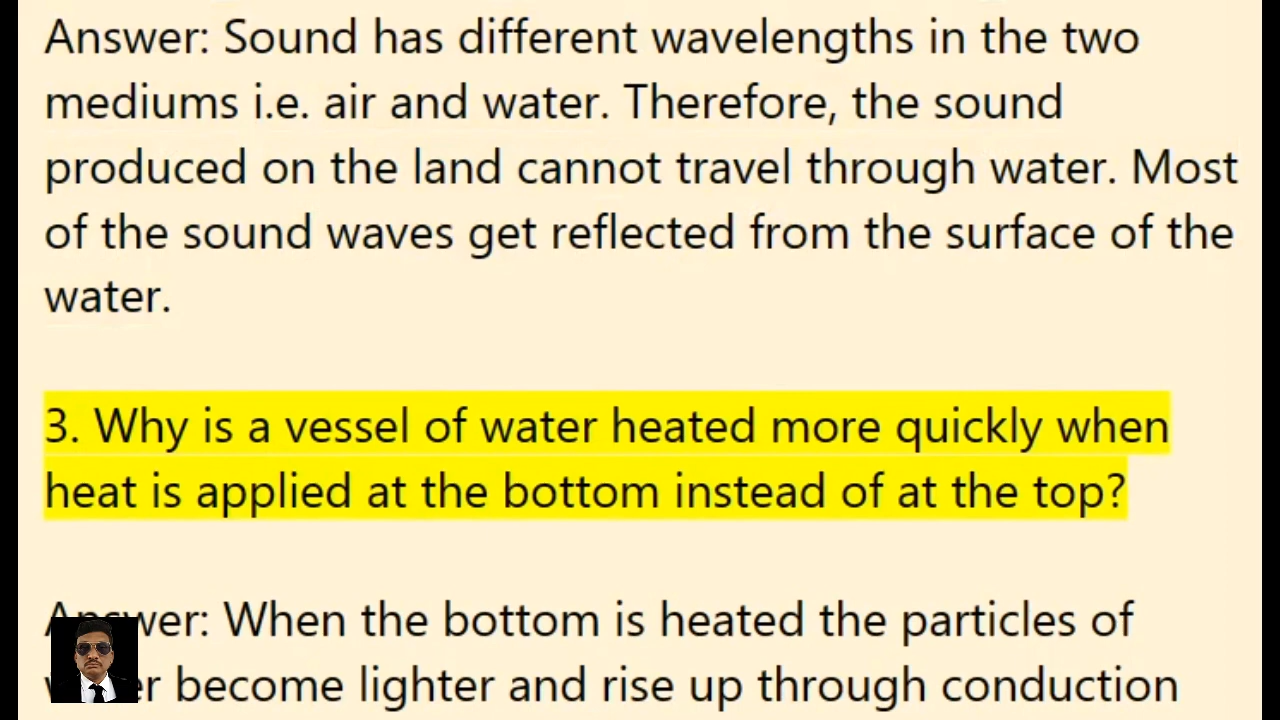 Answer: Sound has different wavelengths in the two
mediums i.e. air and water. Therefore, the sound
produced on the land cannot travel through water. Most
of the sound waves get reflected from the surface of the
water.
3. Why is a vessel of water heated more quickly when
heat is applied at the bottom instead of at the top?
Answer: When the bottom is heated the particles of
water become lighter and rise up through conduction